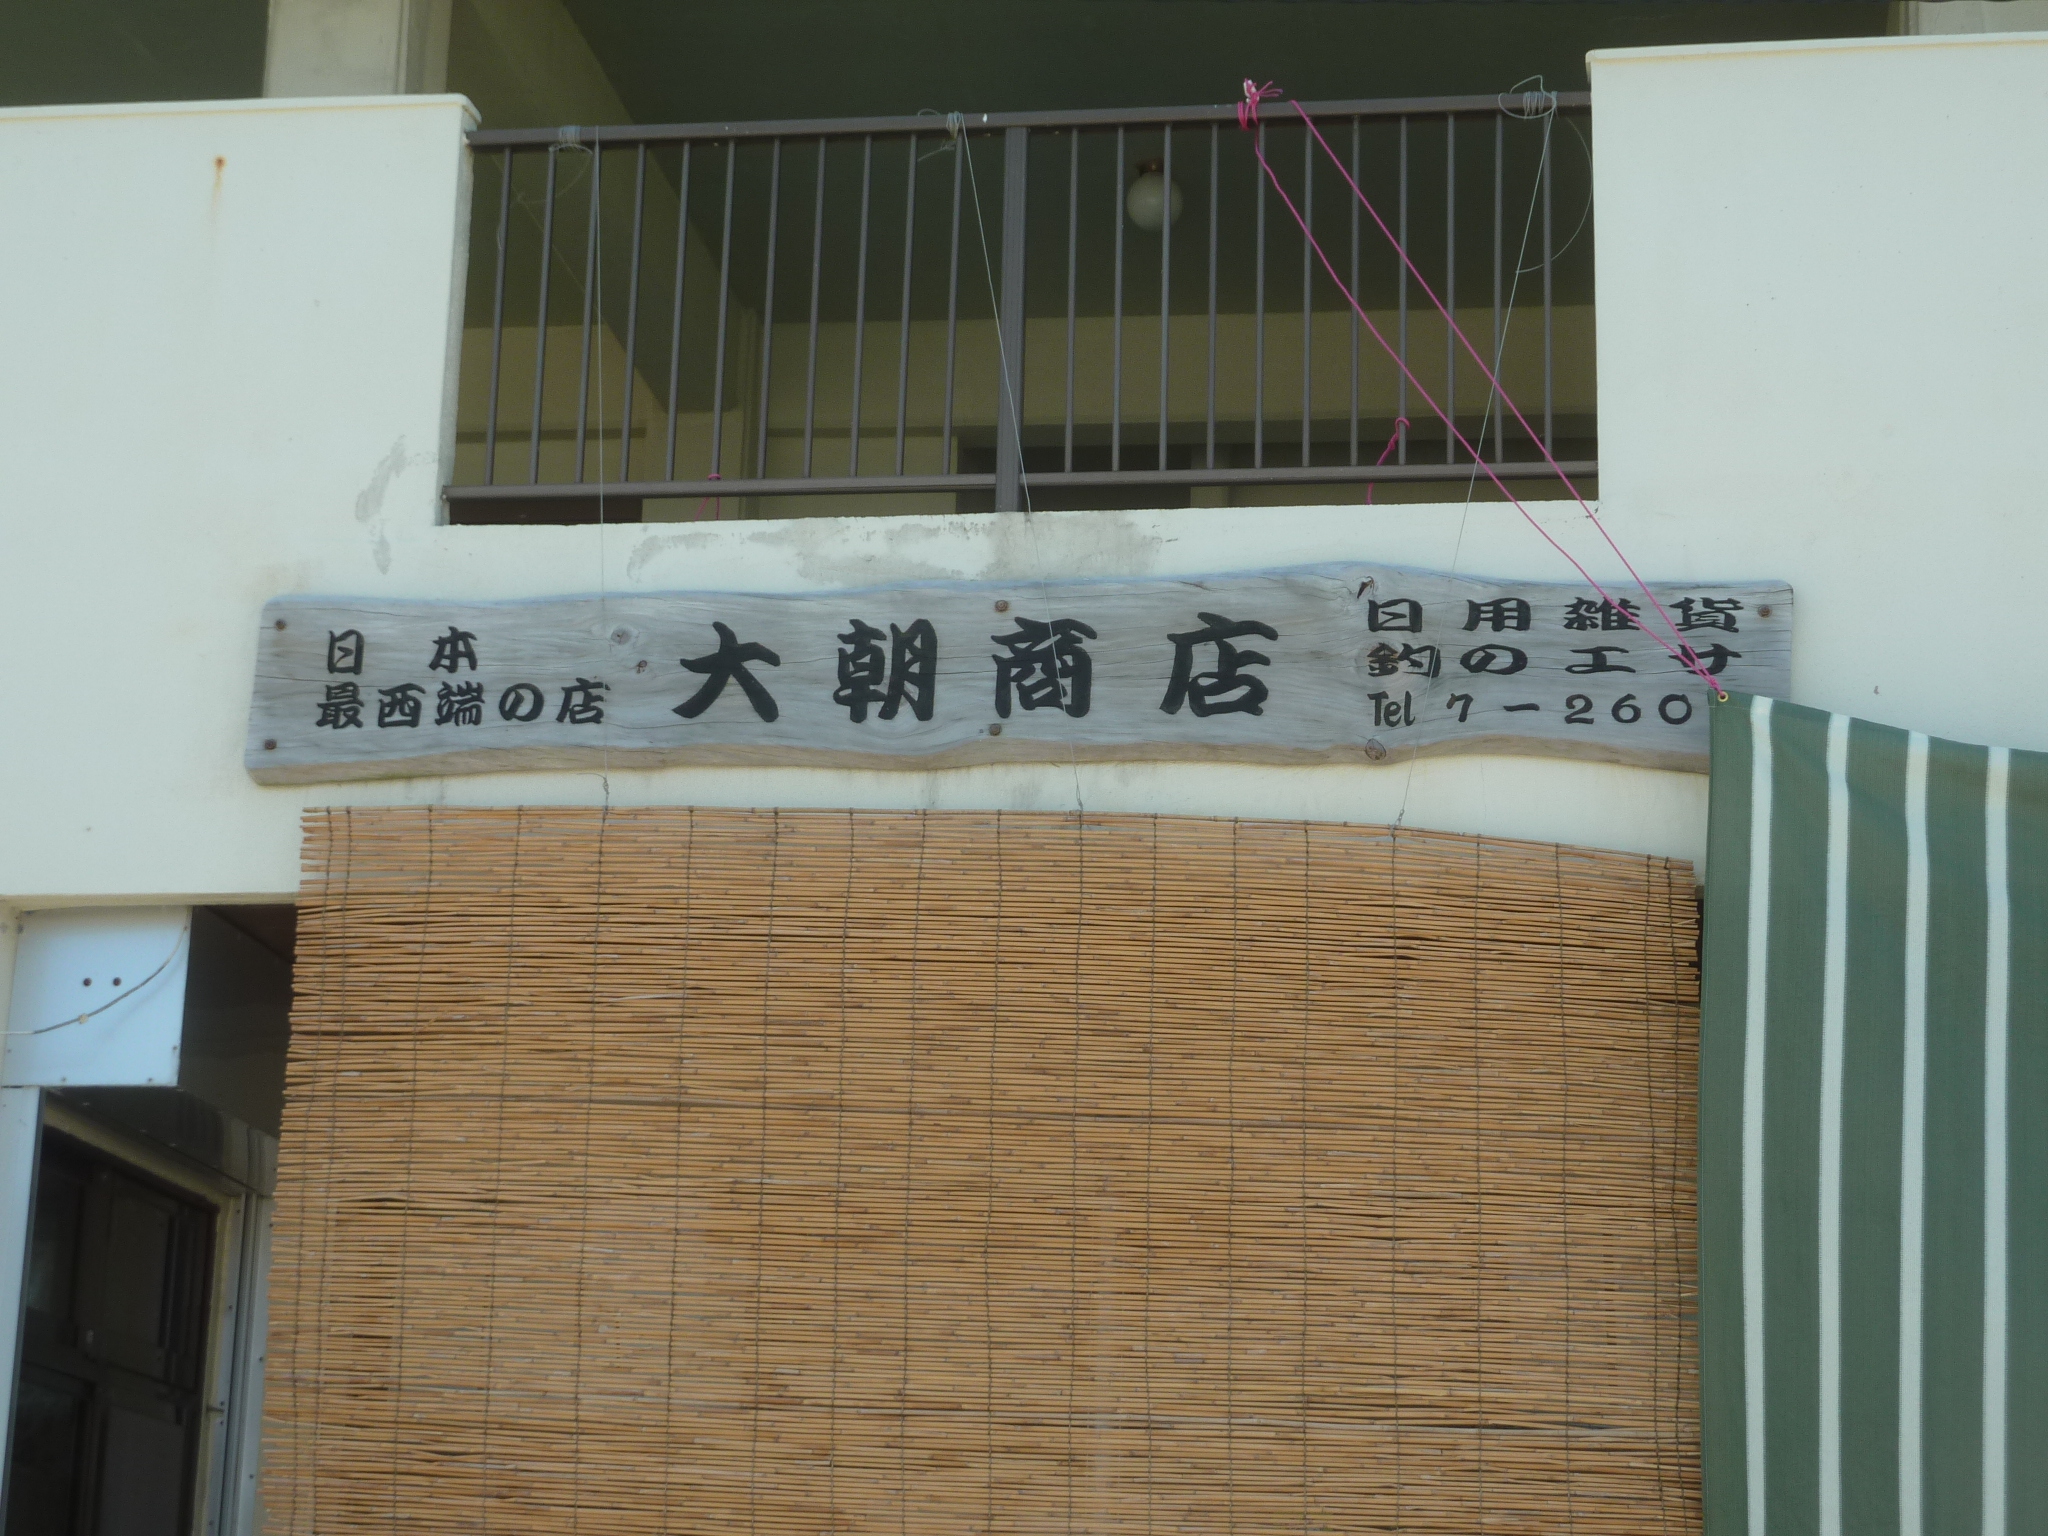 日本
最西端の店
大朝商店
日用雑貨
釣のエサ
Tel 7-260